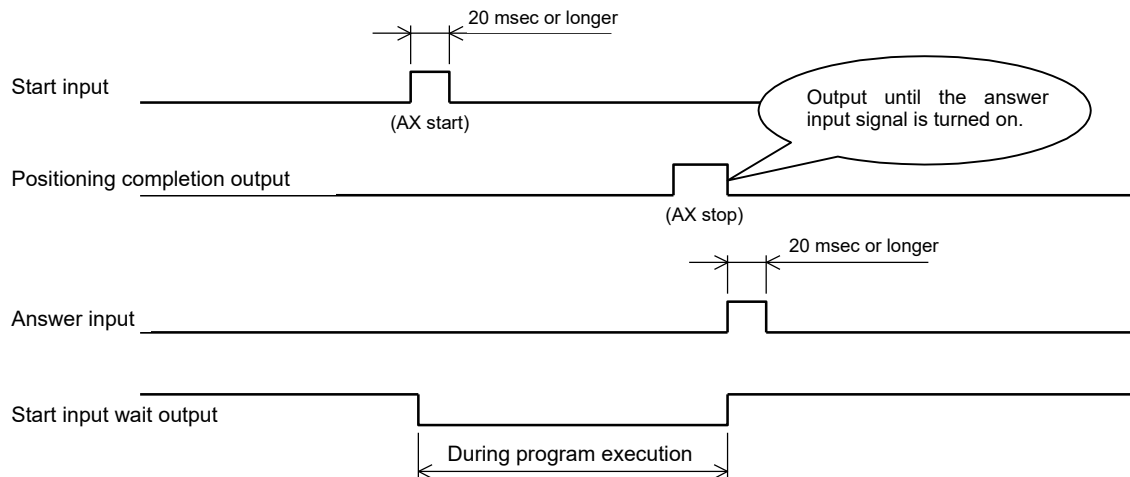 20 msec or longer
Start input
(AX start)
Output until the answer
input signal is turned on.
Positioning completion output
(AX stop)
20 msec or longer
Answer input
Start input wait output
During program execution